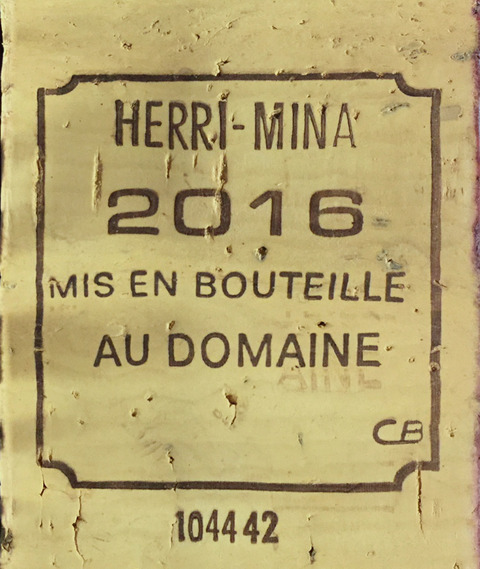 HERRI-MINA
2016
MIS EN BOUTEILLE
AU DOMAINE
CB
104442